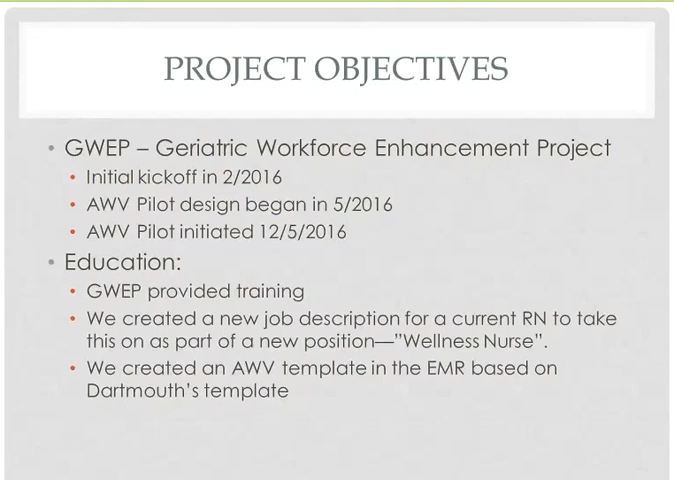 PROJECT OBJECTIVES
• GWEP – Geriatric Workforce Enhancement Project
• Initial kickoff in 2/2016
• AWV Pilot design began in 5/2016
• AWV Pilot initiated 12/5/2016
• Education:
• GWEP provided training
• We created a new job description for a current RN to take
this on as part of a new position—”Wellness Nurse”.
• We created an AWV template in the EMR based on
Dartmouth’s template